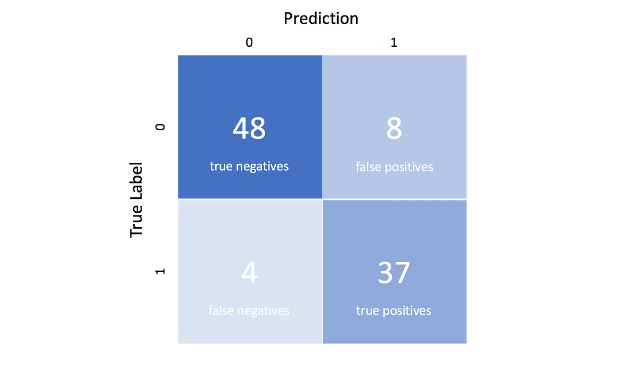 Prediction
0 1
True Label
0
48 8
true negatives false positives
1
4 37
false negatives true positives